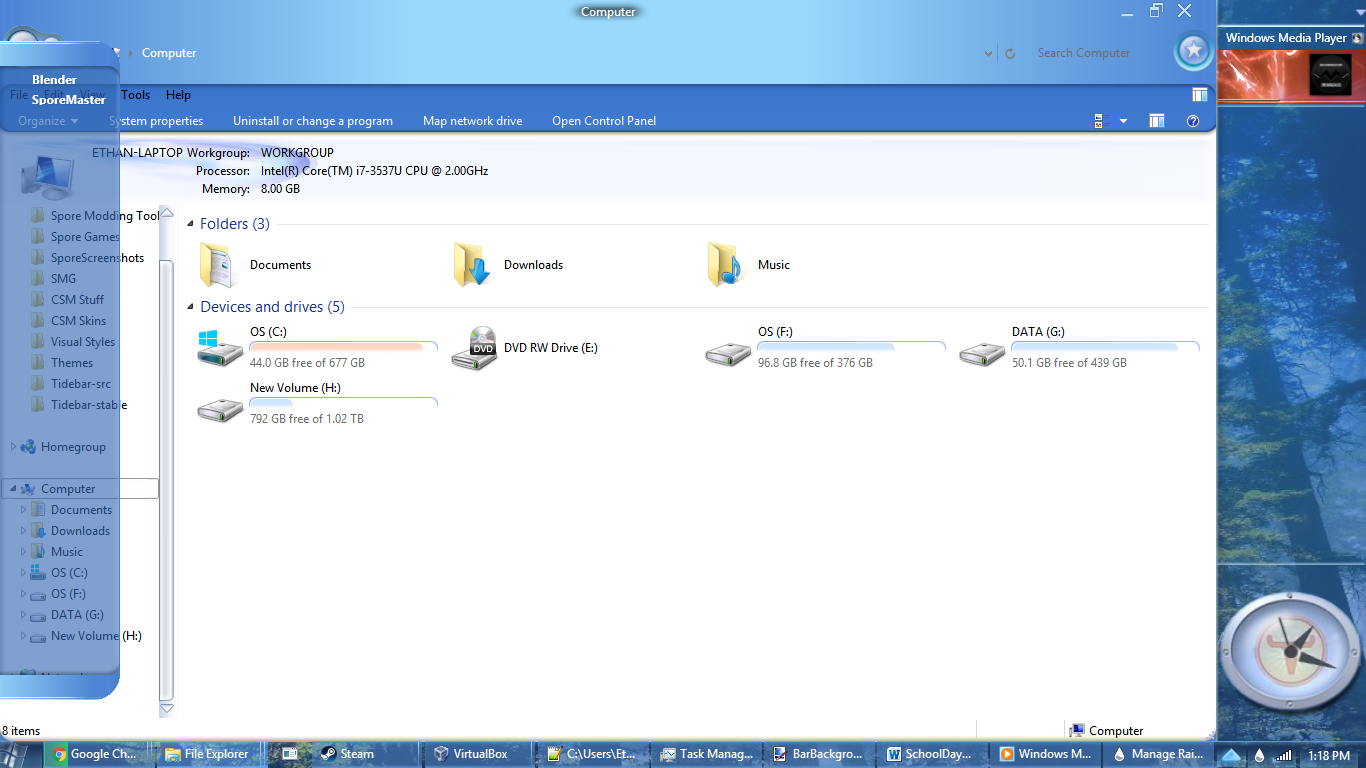 Computer
Computer
Search Computer
Windows Media Player
Blender
SporeMaster
File Edit View Tools Help
Organize System properties Uninstall or change a program Map network drive Open Control Panel
ETHAN-LAPTOP Workgroup: WORKGROUP
Processor: Intel(R) Core(TM) i7-3537U CPU @ 2.00GHz
Memory: 8.00 GB
Spore Modding Tool
Spore Games
SporeScreenshots
SMG
CSM Stuff
CSM Skins
Visual Styles
Themes
Tidebar-src
Tidebar-stable
Homegroup
Computer
Documents
Downloads
Music
OS (C:)
OS (F:)
DATA (G:)
New Volume (H:)
Folders (3)
Documents
Downloads
Music
Devices and drives (5)
OS (C:)
44.0 GB free of 677 GB
DVD
DVD RW Drive (E:)
OS (F:)
96.8 GB free of 376 GB
DATA (G:)
50.1 GB free of 439 GB
New Volume (H:)
792 GB free of 1.02 TB
8 items
Computer
Google Ch... File Explorer Steam VirtualBox C:\Users\Et... Task Manag... BarBackgro... SchoolDay... Windows M... Manage Rai... 1:18 PM